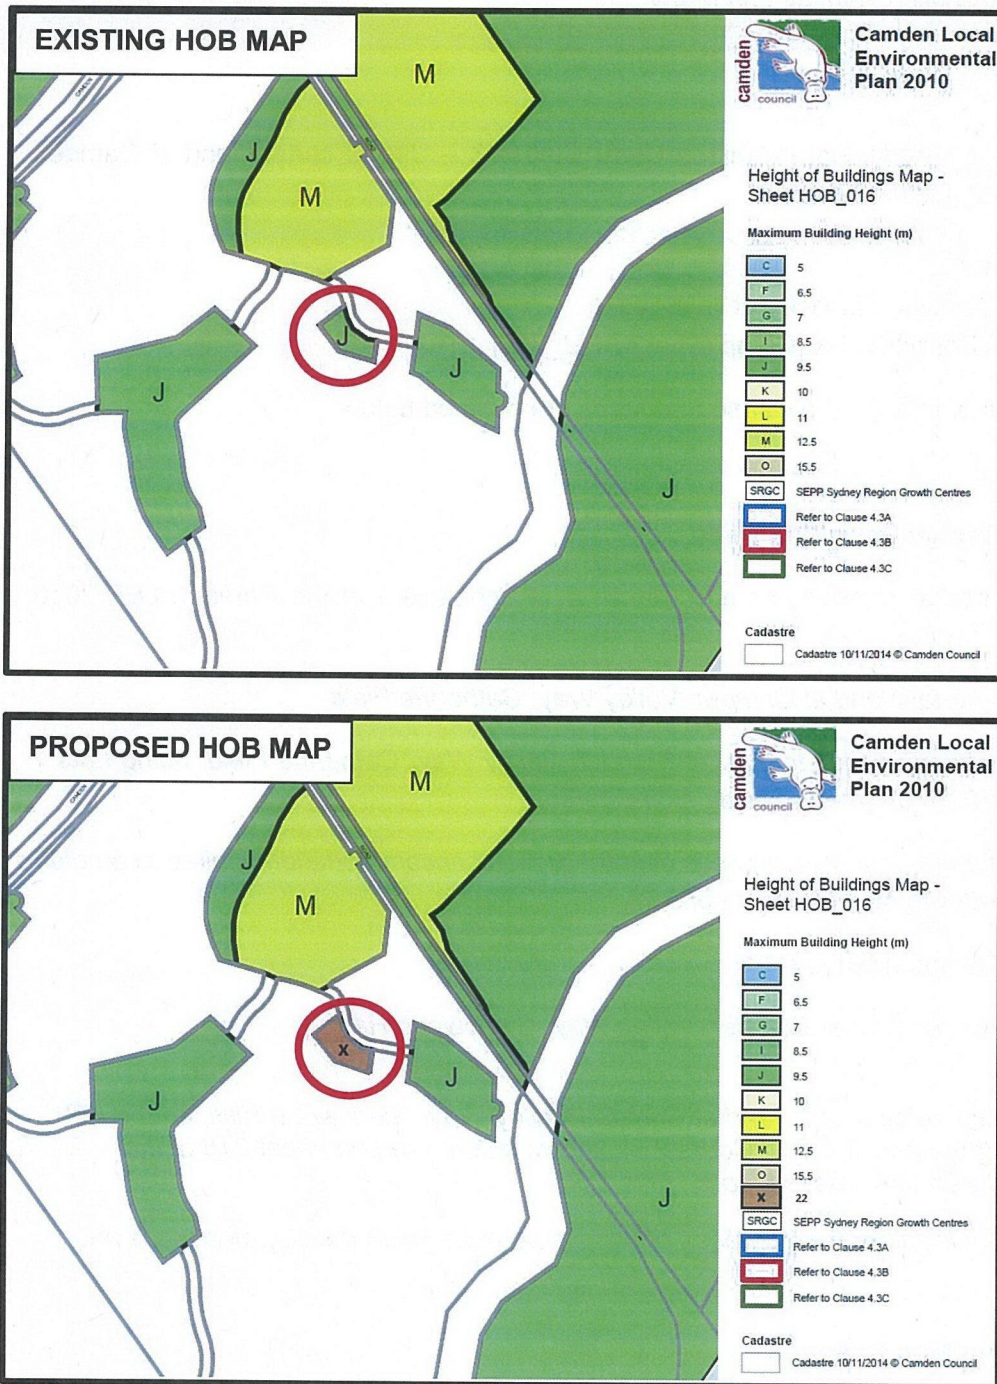 EXISTING HOB MAP
M
J
M
J
J
J
J
camden
council
Camden Local
Environmental
Plan 2010
Height of Buildings Map -
Sheet HOB_016
Maximum Building Height (m)
C 5
F 6.5
G 7
I 8.5
J 9.5
K 10
L 11
M 12.5
O 15.5
SRGC SEPP Sydney Region Growth Centres
Refer to Clause 4.3A
Refer to Clause 4.3B
Refer to Clause 4.3C
Cadastre
Cadastre 10/11/2014 © Camden Council
PROPOSED HOB MAP
M
J
M
X
J
J
J
camden
council
Camden Local
Environmental
Plan 2010
Height of Buildings Map -
Sheet HOB_016
Maximum Building Height (m)
C 5
F 6.5
G 7
I 8.5
J 9.5
K 10
L 11
M 12.5
O 15.5
X 22
SRGC SEPP Sydney Region Growth Centres
Refer to Clause 4.3A
Refer to Clause 4.3B
Refer to Clause 4.3C
Cadastre
Cadastre 10/11/2014 © Camden Council